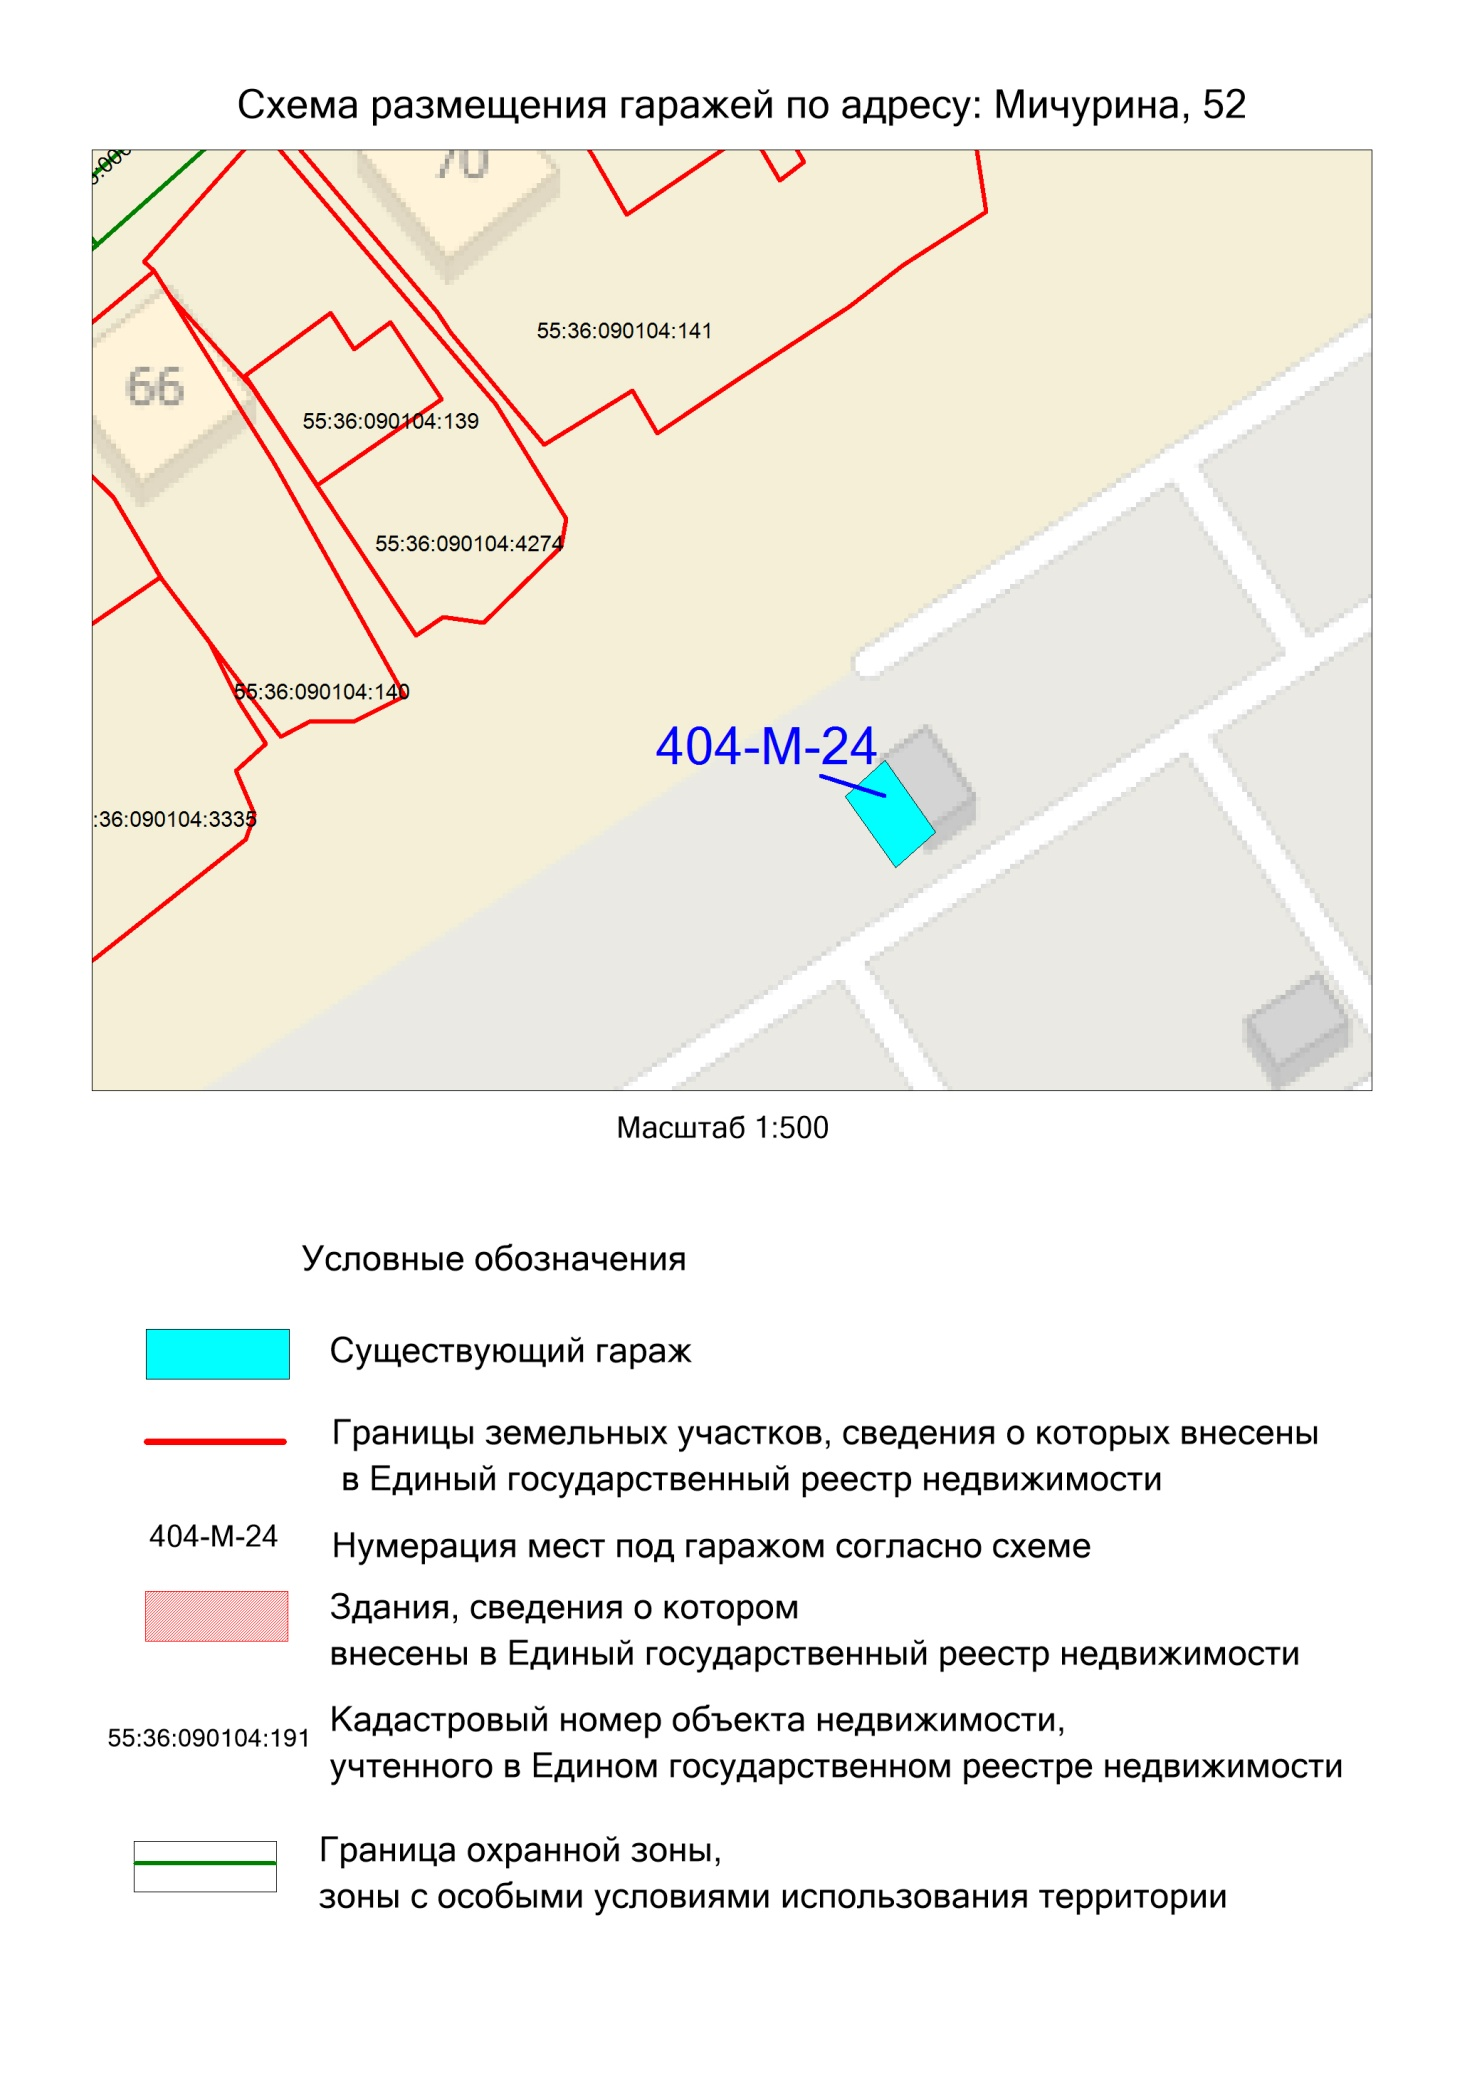 Схема размещения гаражей по адресу: Мичурина, 52
70
55:36:090104:141
66
55:36:090104:139
55:36:090104:4274
55:36:090104:140
404-М-24
:36:090104:3335
Масштаб 1:500
Условные обозначения
Существующий гараж
Границы земельных участков, сведения о которых внесены
в Единый государственный реестр недвижимости
404-М-24
Нумерация мест под гаражом согласно схеме
Здания, сведения о котором
внесены в Единый государственный реестр недвижимости
55:36:090104:191
Кадастровый номер объекта недвижимости,
учтенного в Едином государственном реестре недвижимости
Граница охранной зоны,
зоны с особыми условиями использования территории